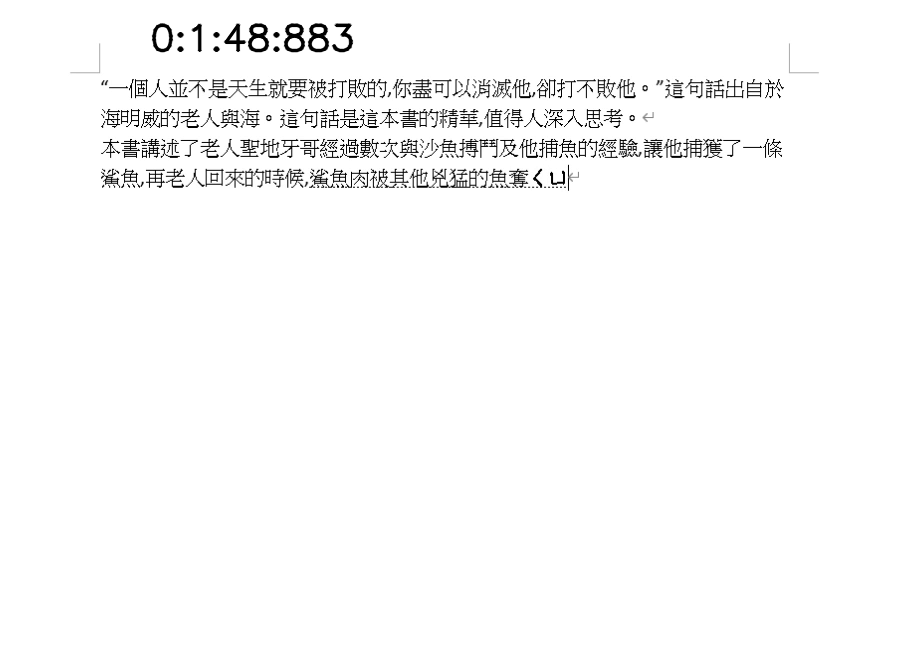 0:1:48:883
“一個人並不是天生就要被打敗的,你盡可以消滅他,卻打不敗他。”這句話出自於
海明威的老人與海。這句話是這本書的精華,值得人深入思考。
本書講述了老人聖地牙哥經過數次與沙魚搏鬥及他捕魚的經驗,讓他捕獲了一條
鯊魚,再老人回來的時候,鯊魚肉被其他兇猛的魚奪ㄑㄩ